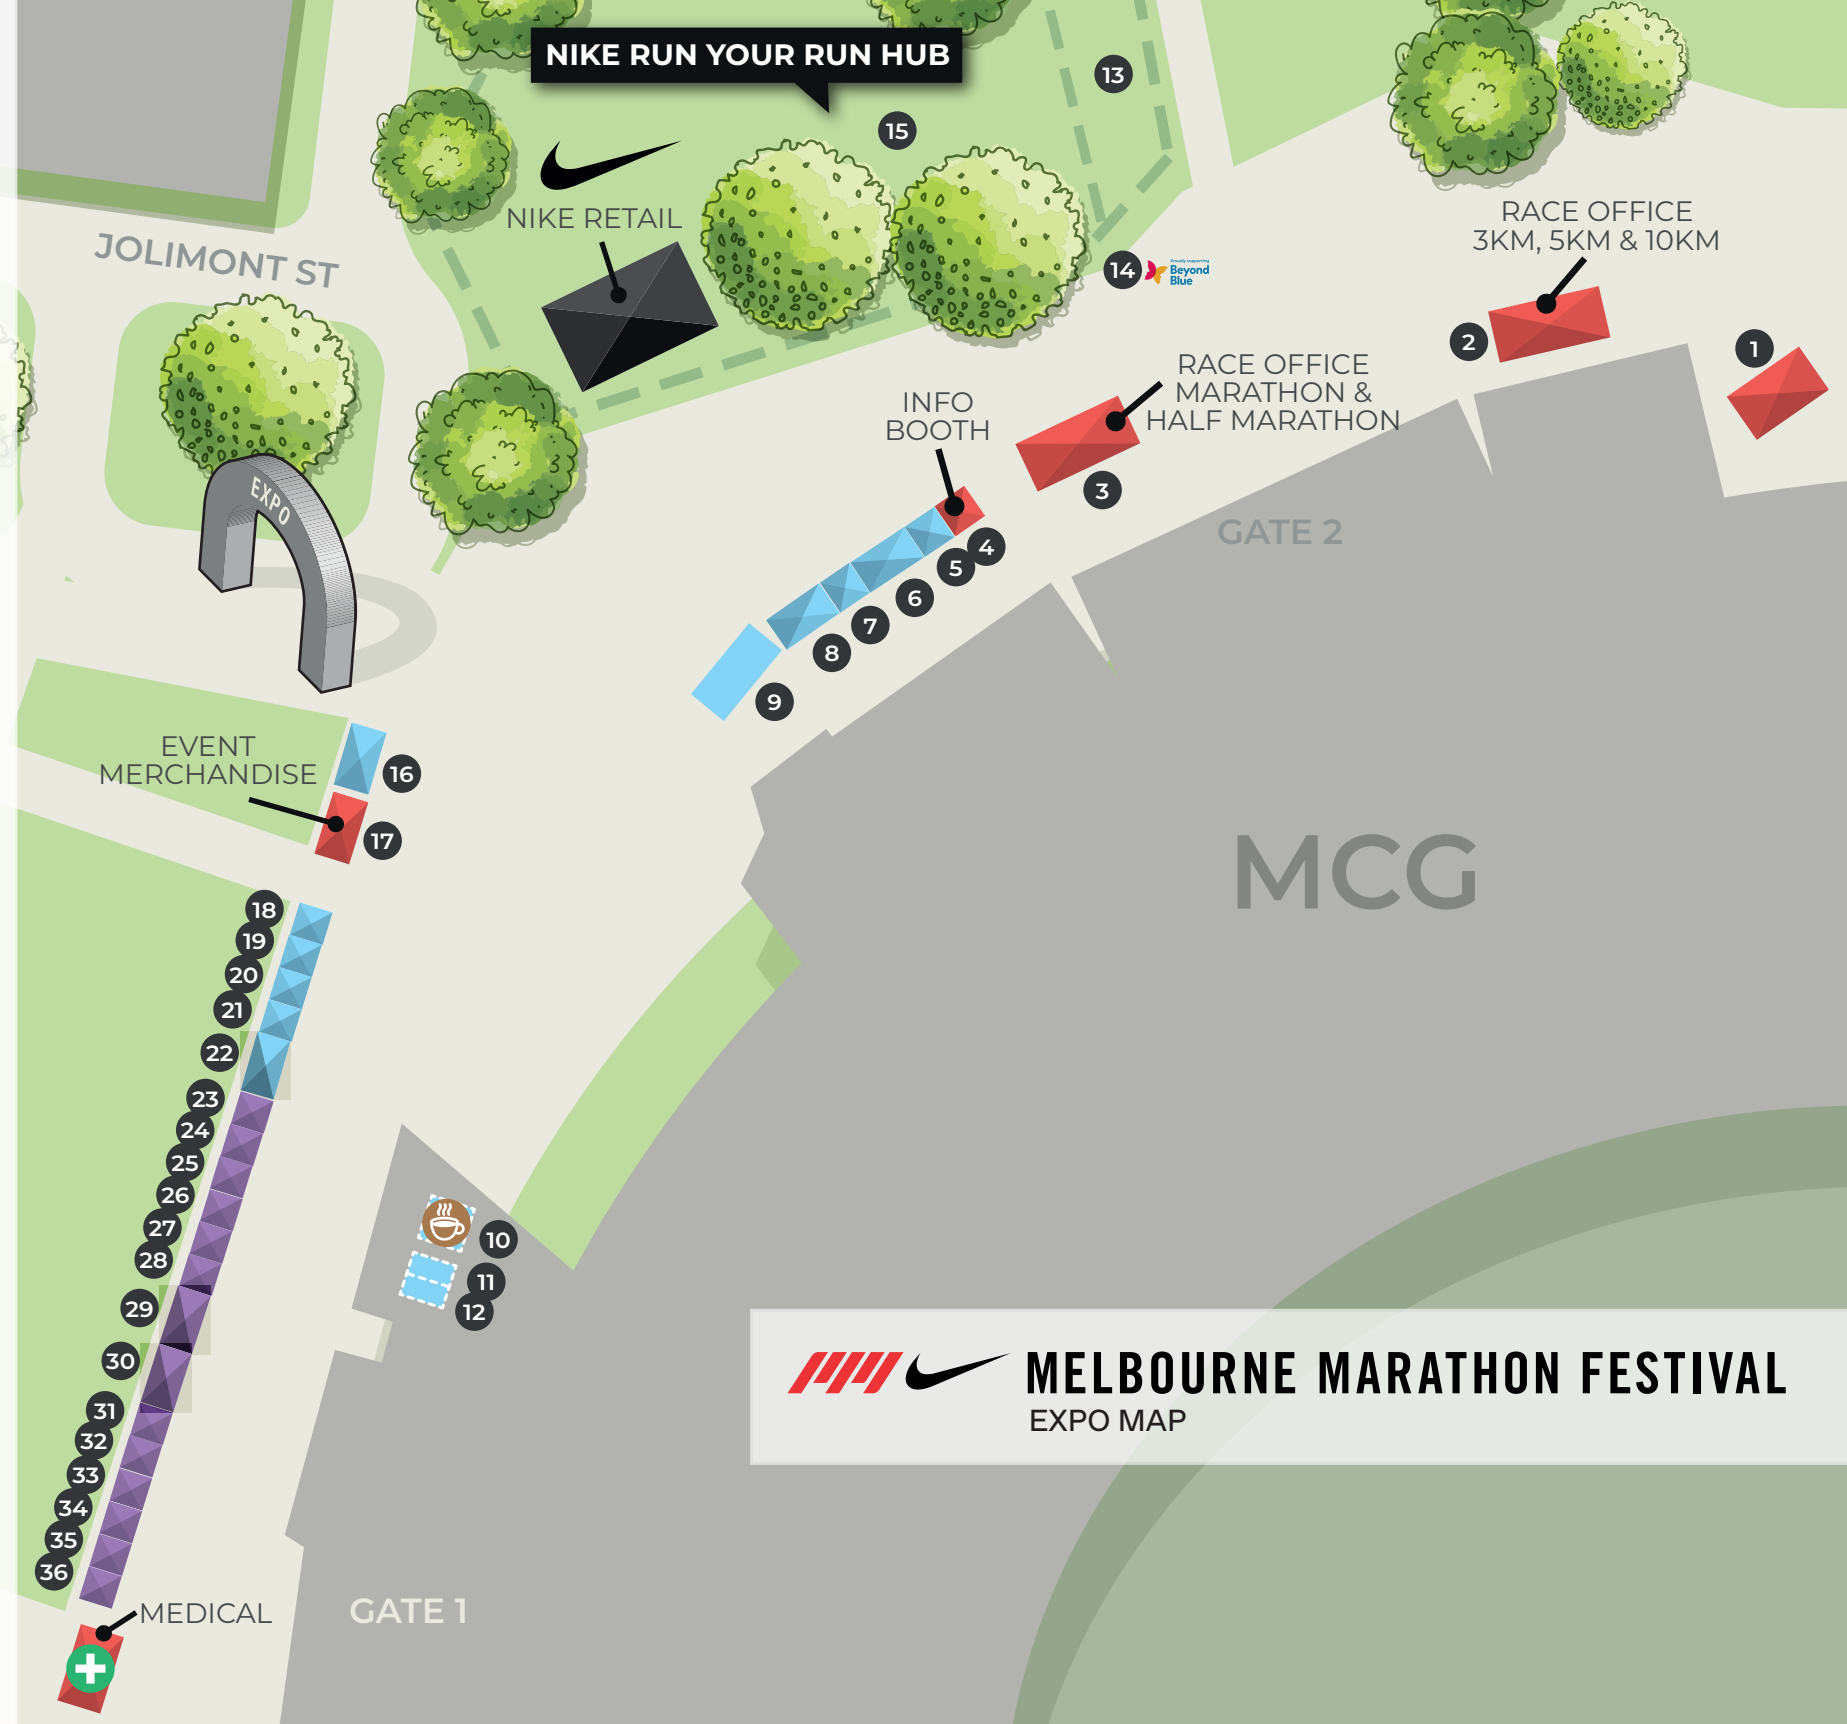 NIKE RUN YOUR RUN HUB
13
15
NIKE RETAIL
RACE OFFICE
3KM, 5KM & 10KM
JOLIMONT ST
14
Proudly supporting
Beyond
Blue
2
1
RACE OFFICE
MARATHON &
HALF MARATHON
INFO
BOOTH
3
EXPO
GATE 2
4
5
6
7
8
9
EVENT
MERCHANDISE
16
17
MCG
18
19
20
21
22
23
24
25
26
27
28
29
30
31
32
33
34
35
36
10
11
12
MELBOURNE MARATHON FESTIVAL
EXPO MAP
MEDICAL
GATE 1